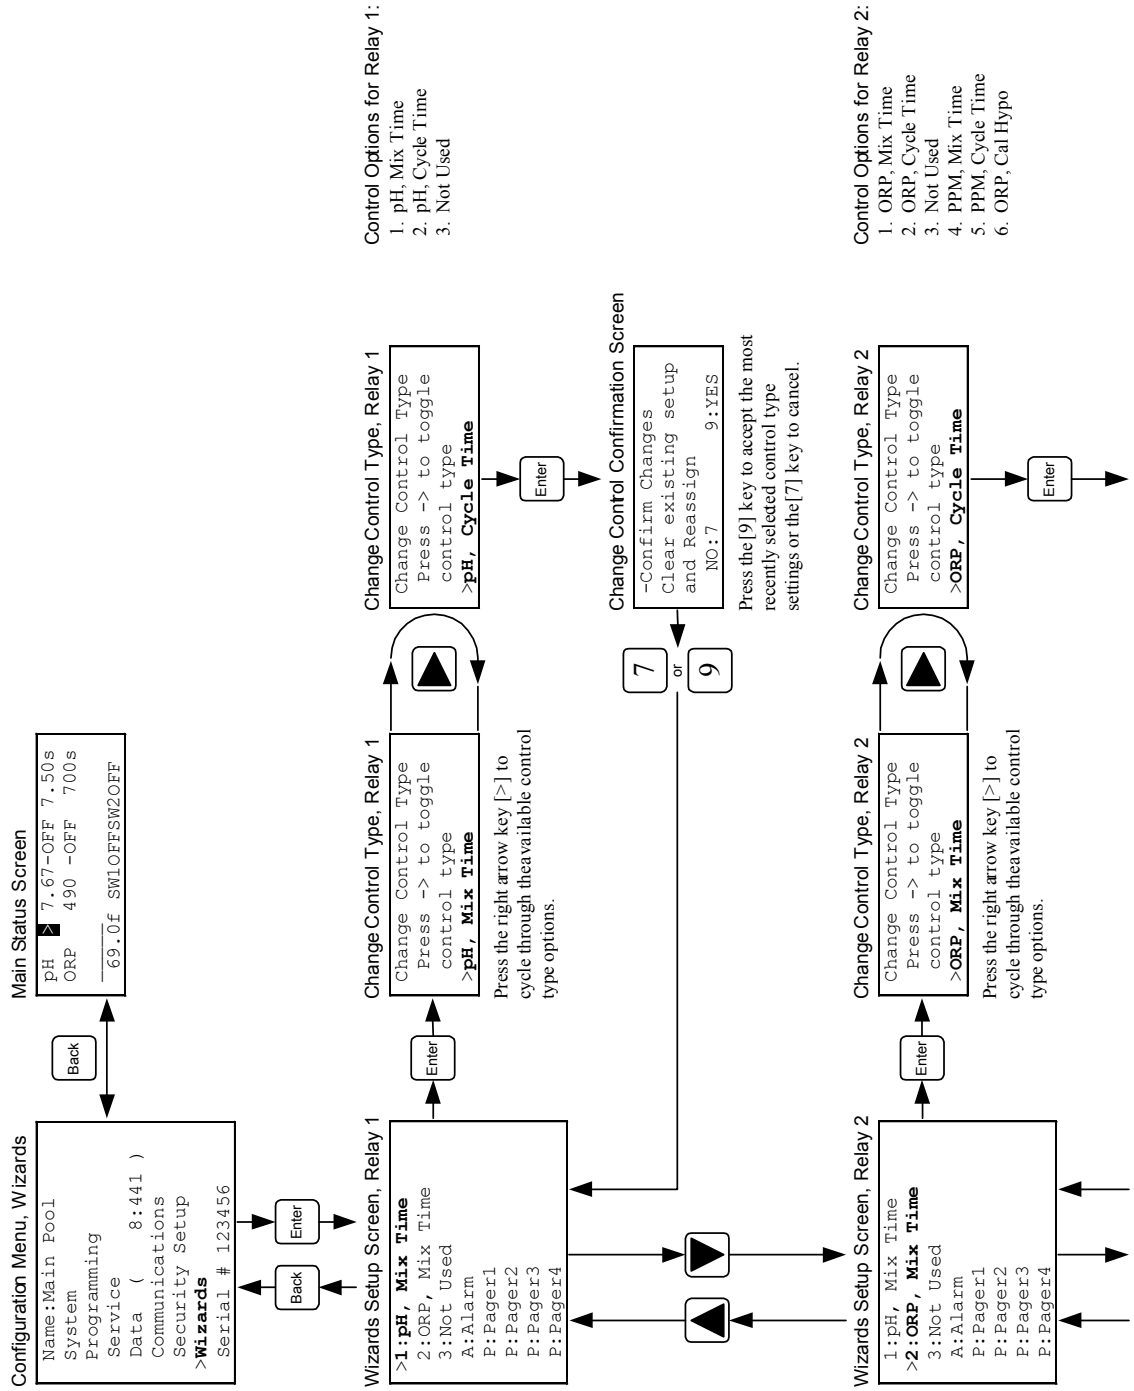 Configuration Menu, Wizards
Name:Main Pool
System
Programming
Service
Data ( 8:441 )
Communications
Security Setup
>Wizards
Serial # 123456
Back
Main Status Screen
pH > 7.67-OFF 7.50s
ORP 490 -OFF 700s
69.0f SW1OFFSW2OFF
Back
Enter
Wizards Setup Screen, Relay 1
>1:pH, Mix Time
2:ORP, Mix Time
3:Not Used
A:Alarm
P:Pager1
P:Pager2
P:Pager3
P:Pager4
Enter
Change Control Type, Relay 1
Change Control Type
Press -> to toggle
control type
>pH, Mix Time
Press the right arrow key [>] to
cycle through the available control
type options.
Change Control Type, Relay 1
Change Control Type
Press -> to toggle
control type
>pH, Cycle Time
Control Options for Relay 1:
1. pH, Mix Time
2. pH, Cycle Time
3. Not Used
Enter
Change Control Confirmation Screen
-Confirm Changes
Clear existing setup
and Reassign
NO:7 9:YES
Press the [9] key to accept the most
recently selected control type
settings or the [7] key to cancel.
7
or
9
Wizards Setup Screen, Relay 2
1:pH, Mix Time
>2:ORP, Mix Time
3:Not Used
A:Alarm
P:Pager1
P:Pager2
P:Pager3
P:Pager4
Enter
Change Control Type, Relay 2
Change Control Type
Press -> to toggle
control type
>ORP, Mix Time
Press the right arrow key [>] to
cycle through the available control
type options.
Change Control Type, Relay 2
Change Control Type
Press -> to toggle
control type
>ORP, Cycle Time
Enter
Control Options for Relay 2:
1. ORP, Mix Time
2. ORP, Cycle Time
3. Not Used
4. PPM, Mix Time
5. PPM, Cycle Time
6. ORP, Cal Hypo